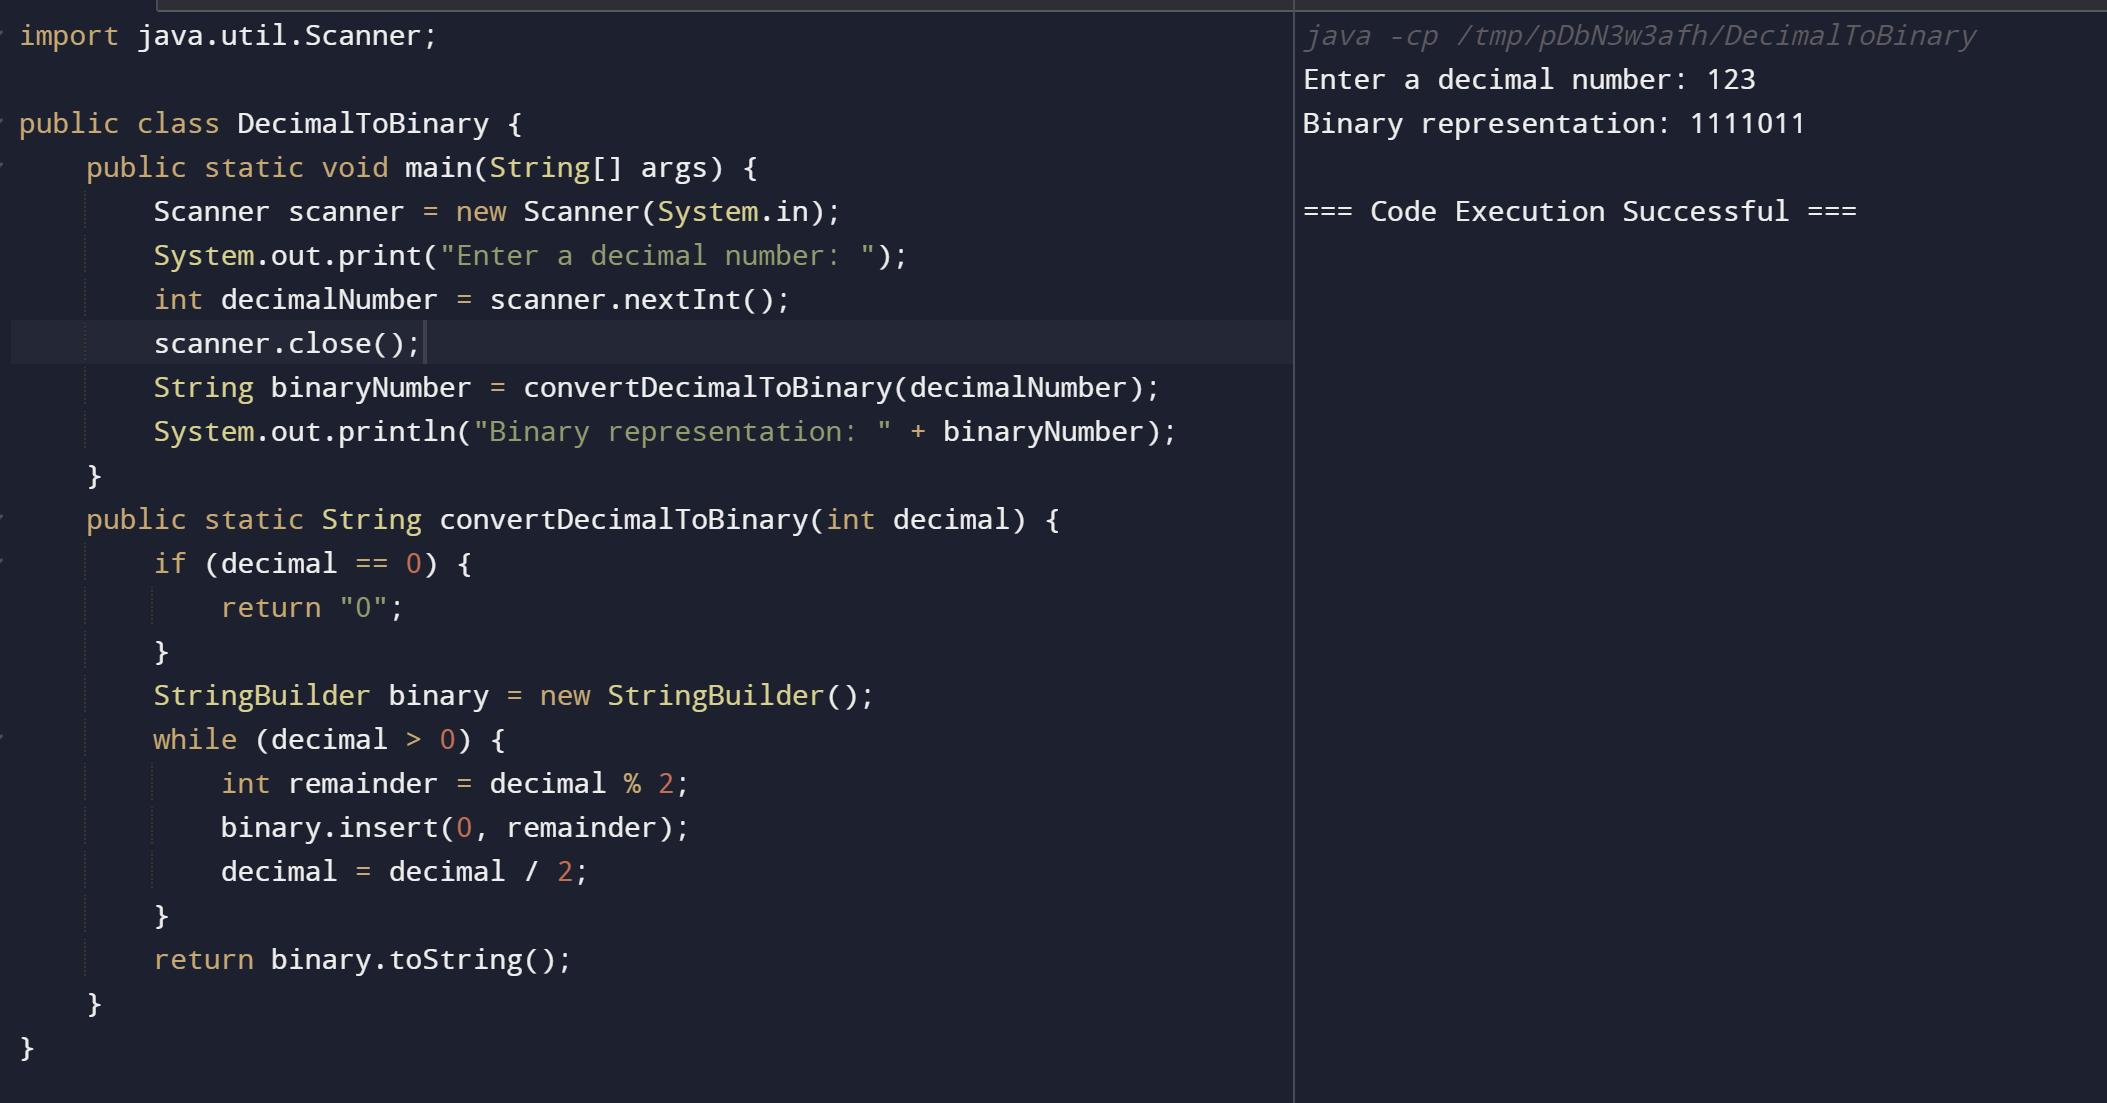 import java.util.Scanner;
public class DecimalToBinary {
    public static void main(String[] args) {
        Scanner scanner = new Scanner(System.in);
        System.out.print("Enter a decimal number: ");
        int decimalNumber = scanner.nextInt();
        scanner.close();
        String binaryNumber = convertDecimalToBinary(decimalNumber);
        System.out.println("Binary representation: " + binaryNumber);
    }
    public static String convertDecimalToBinary(int decimal) {
        if (decimal == 0) {
            return "0";
        }
        StringBuilder binary = new StringBuilder();
        while (decimal > 0) {
            int remainder = decimal % 2;
            binary.insert(0, remainder);
            decimal = decimal / 2;
        }
        return binary.toString();
    }
}
java -cp /tmp/pDbN3w3afh/DecimalToBinary
Enter a decimal number: 123
Binary representation: 1111011
=== Code Execution Successful ===